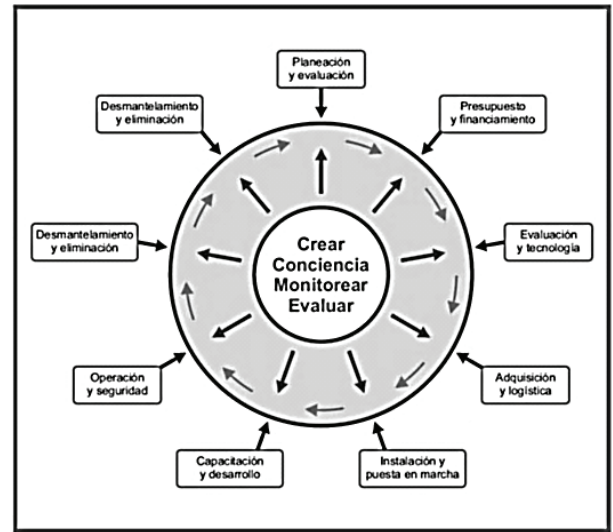 Planeación
y evaluación
Presupuesto
y financiamiento
Evaluación
y tecnología
Adquisición
y logística
Instalación y
puesta en marcha
Capacitación
y desarrollo
Operación
y seguridad
Desmantelamiento
y eliminación
Desmantelamiento
y eliminación
Crear
Conciencia
Monitorear
Evaluar